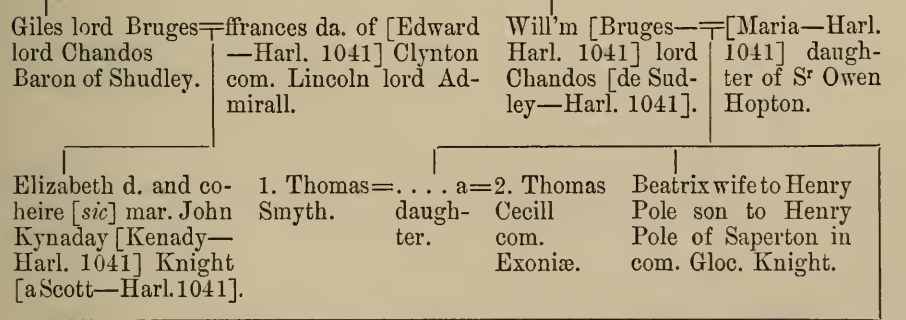 Giles lord Bruges=
lord Chandos
Baron of Shudley.
ffrances da. of [Edward
—Harl. 1041] Clynton
com. Lincoln lord Ad-
mirall.
Will'm [Bruges—=
Harl. 1041] lord
Chandos [de Sud-
ley—Harl. 1041].
[Maria—Harl.
1041] daugh-
ter of Sʳ Owen
Hopton.
Elizabeth d. and co-
heire [sic] mar. John
Kynaday [Kenady—
Harl. 1041] Knight
[a Scott—Harl. 1041].
1. Thomas=
Smyth.
. . . . a=
daugh-
ter.
2. Thomas
Cecill
com.
Exoniæ.
Beatrix wife to Henry
Pole son to Henry
Pole of Saperton in
com. Gloc. Knight.